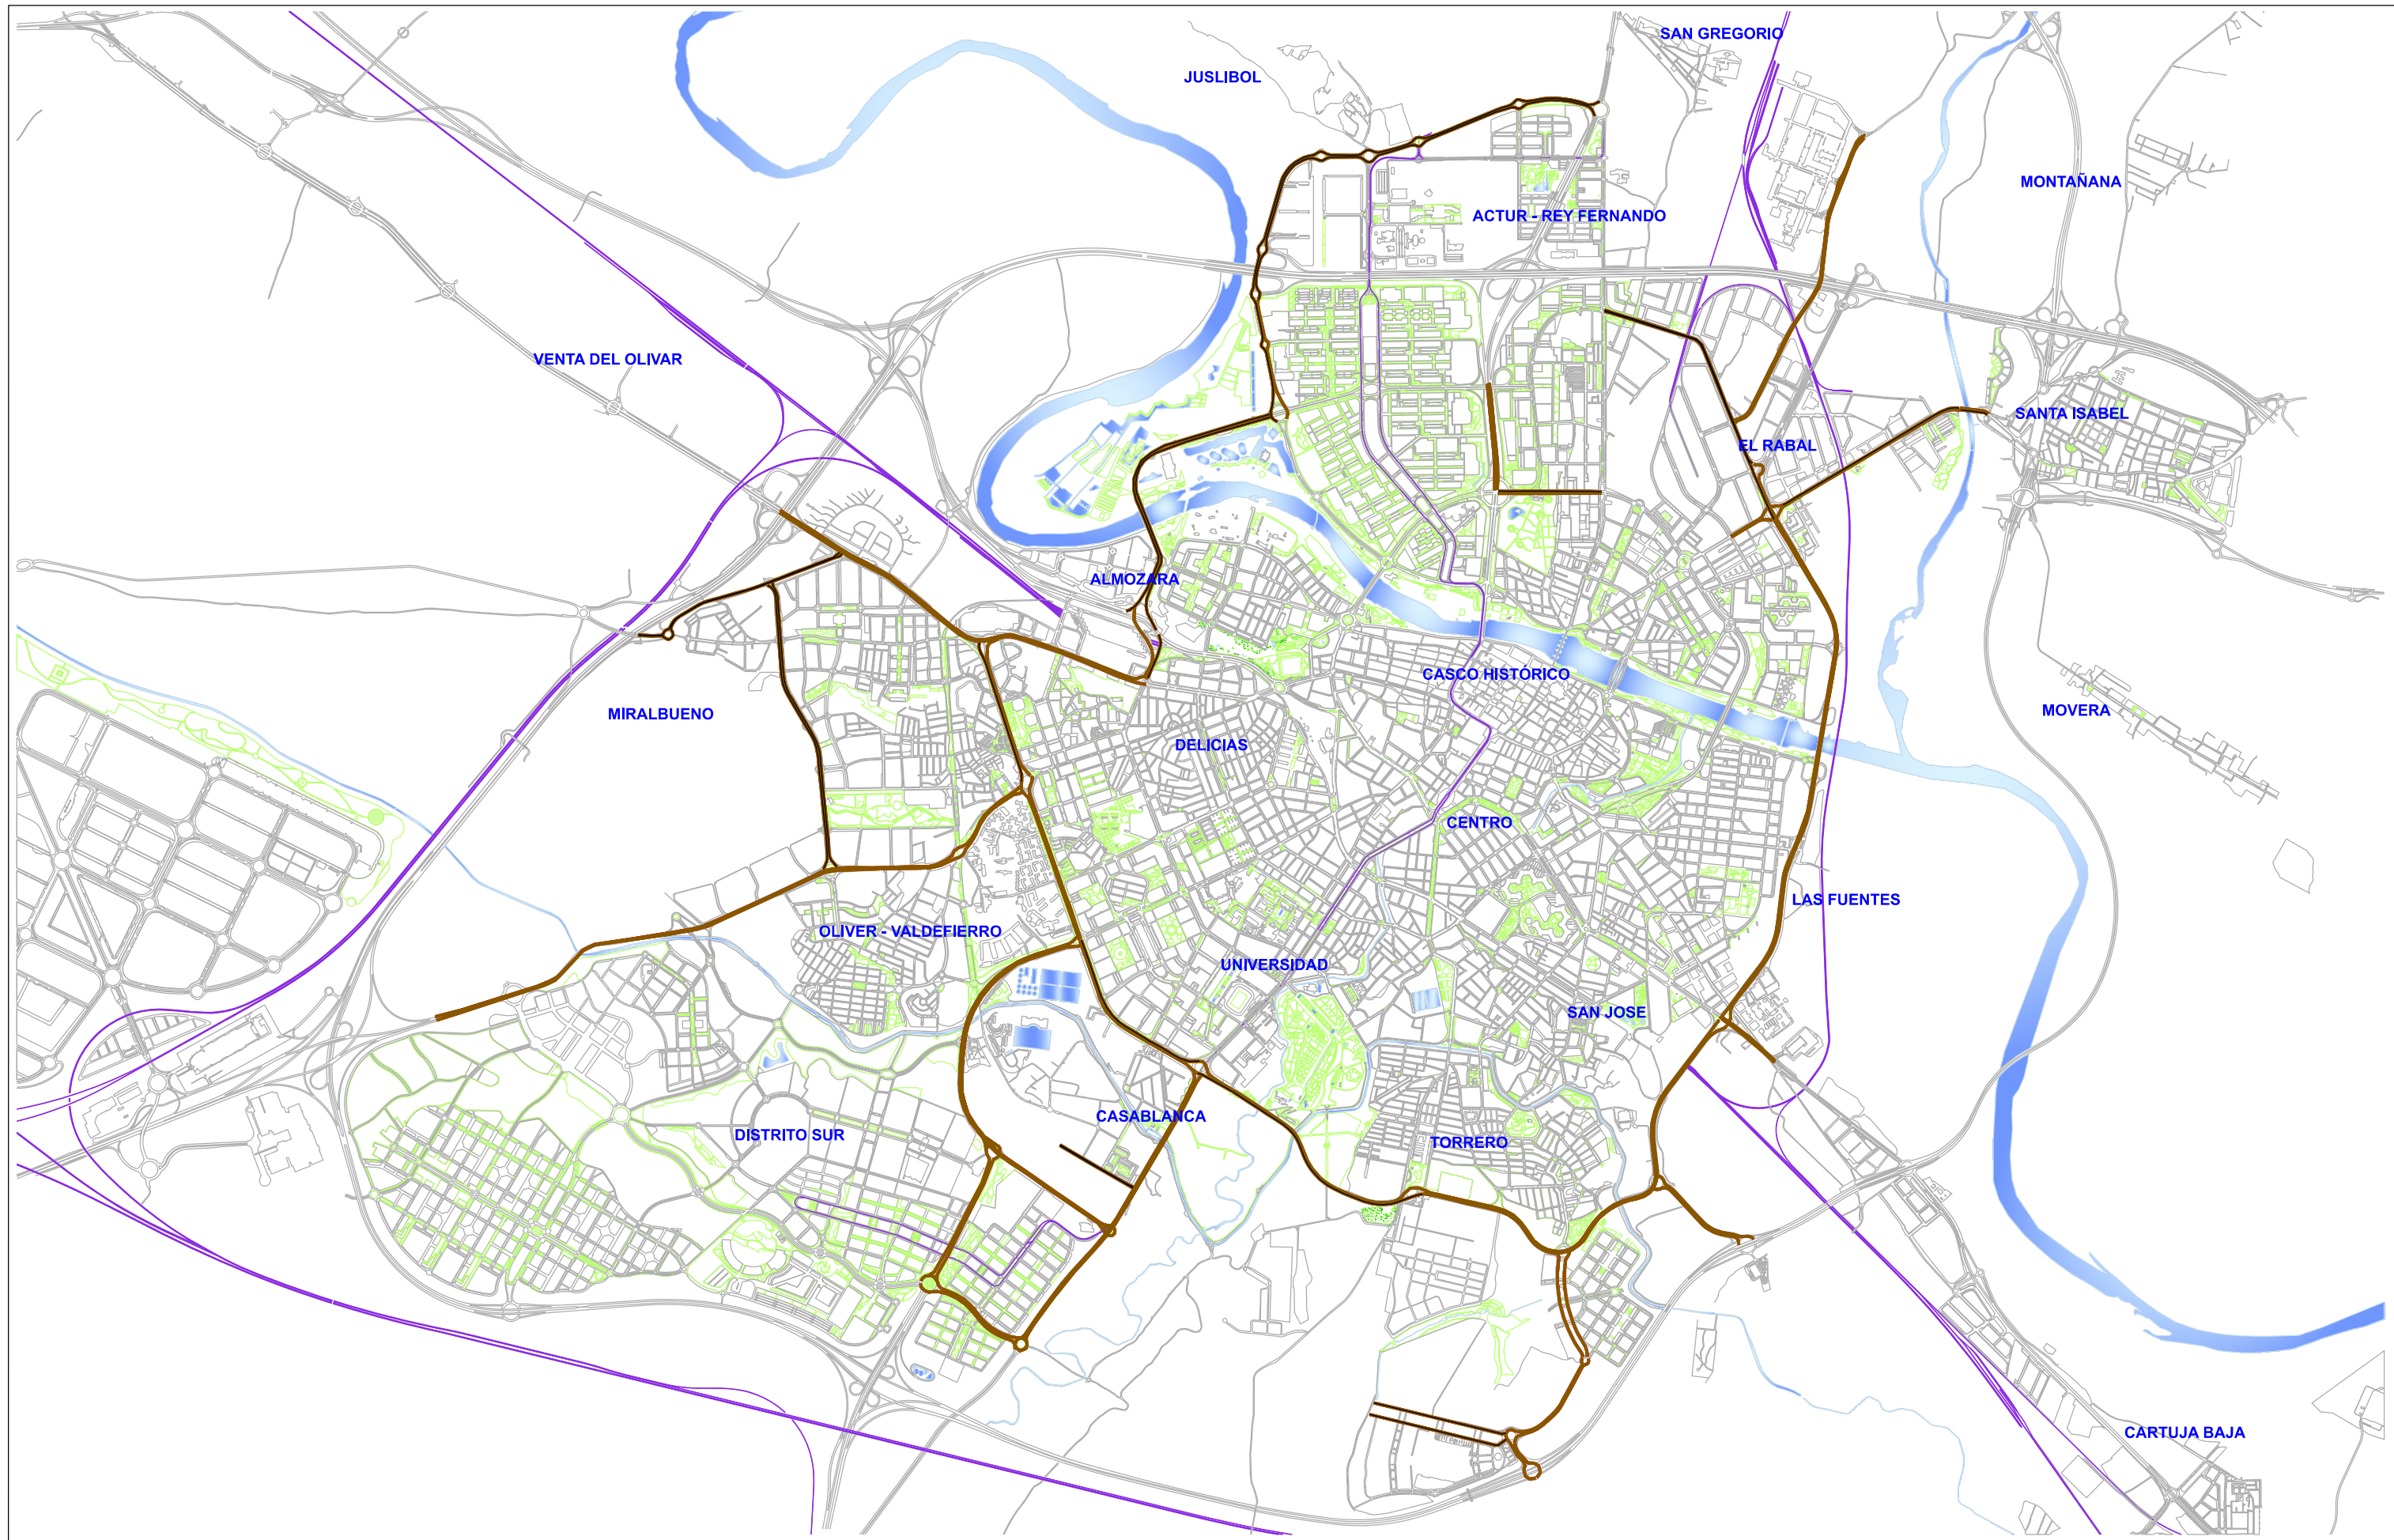 SAN GREGORIO
JUSLIBOL
MONTAÑANA
ACTUR - REY FERNANDO
VENTA DEL OLIVAR
SANTA ISABEL
EL RABAL
ALMOZARA
CASCO HISTÓRICO
MOVERA
MIRALBUENO
DELICIAS
CENTRO
LAS FUENTES
OLIVER - VALDEFIERRO
UNIVERSIDAD
SAN JOSE
CASABLANCA
DISTRITO SUR
TORRERO
CARTUJA BAJA